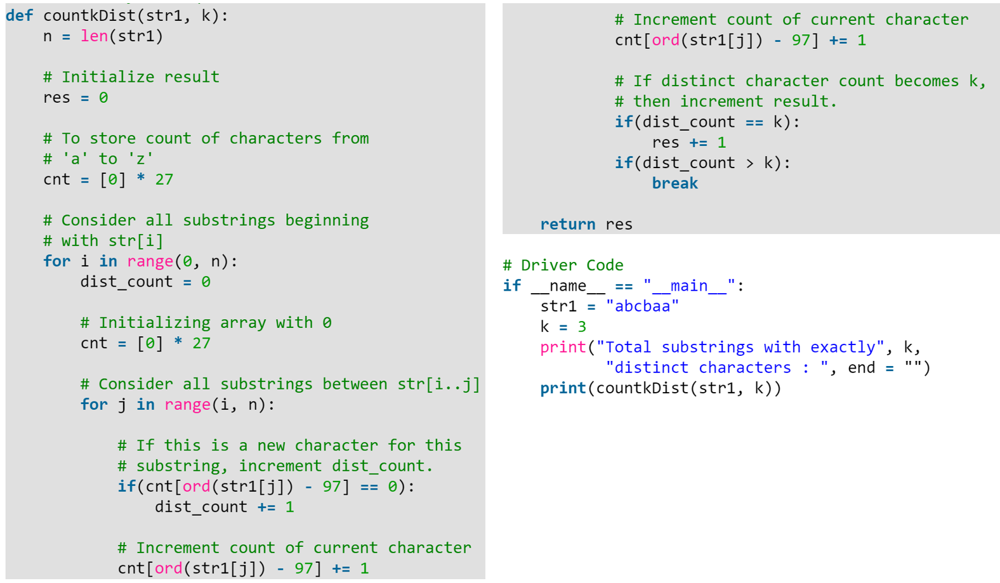 def countkDist(str1, k):
    n = len(str1)

    # Initialize result
    res = 0

    # To store count of characters from
    # 'a' to 'z'
    cnt = [0] * 27

    # Consider all substrings beginning
    # with str[i]
    for i in range(0, n):
        dist_count = 0

        # Initializing array with 0
        cnt = [0] * 27

        # Consider all substrings between str[i..j]
        for j in range(i, n):

            # If this is a new character for this
            # substring, increment dist_count.
            if(cnt[ord(str1[j]) - 97] == 0):
                dist_count += 1

            # Increment count of current character
            cnt[ord(str1[j]) - 97] += 1
            # Increment count of current character
            cnt[ord(str1[j]) - 97] += 1

            # If distinct character count becomes k,
            # then increment result.
            if(dist_count == k):
                res += 1
            if(dist_count > k):
                break

    return res

# Driver Code
if __name__ == "__main__":
    str1 = "abcbaa"
    k = 3
    print("Total substrings with exactly", k,
           "distinct characters : ", end = "")
    print(countkDist(str1, k))